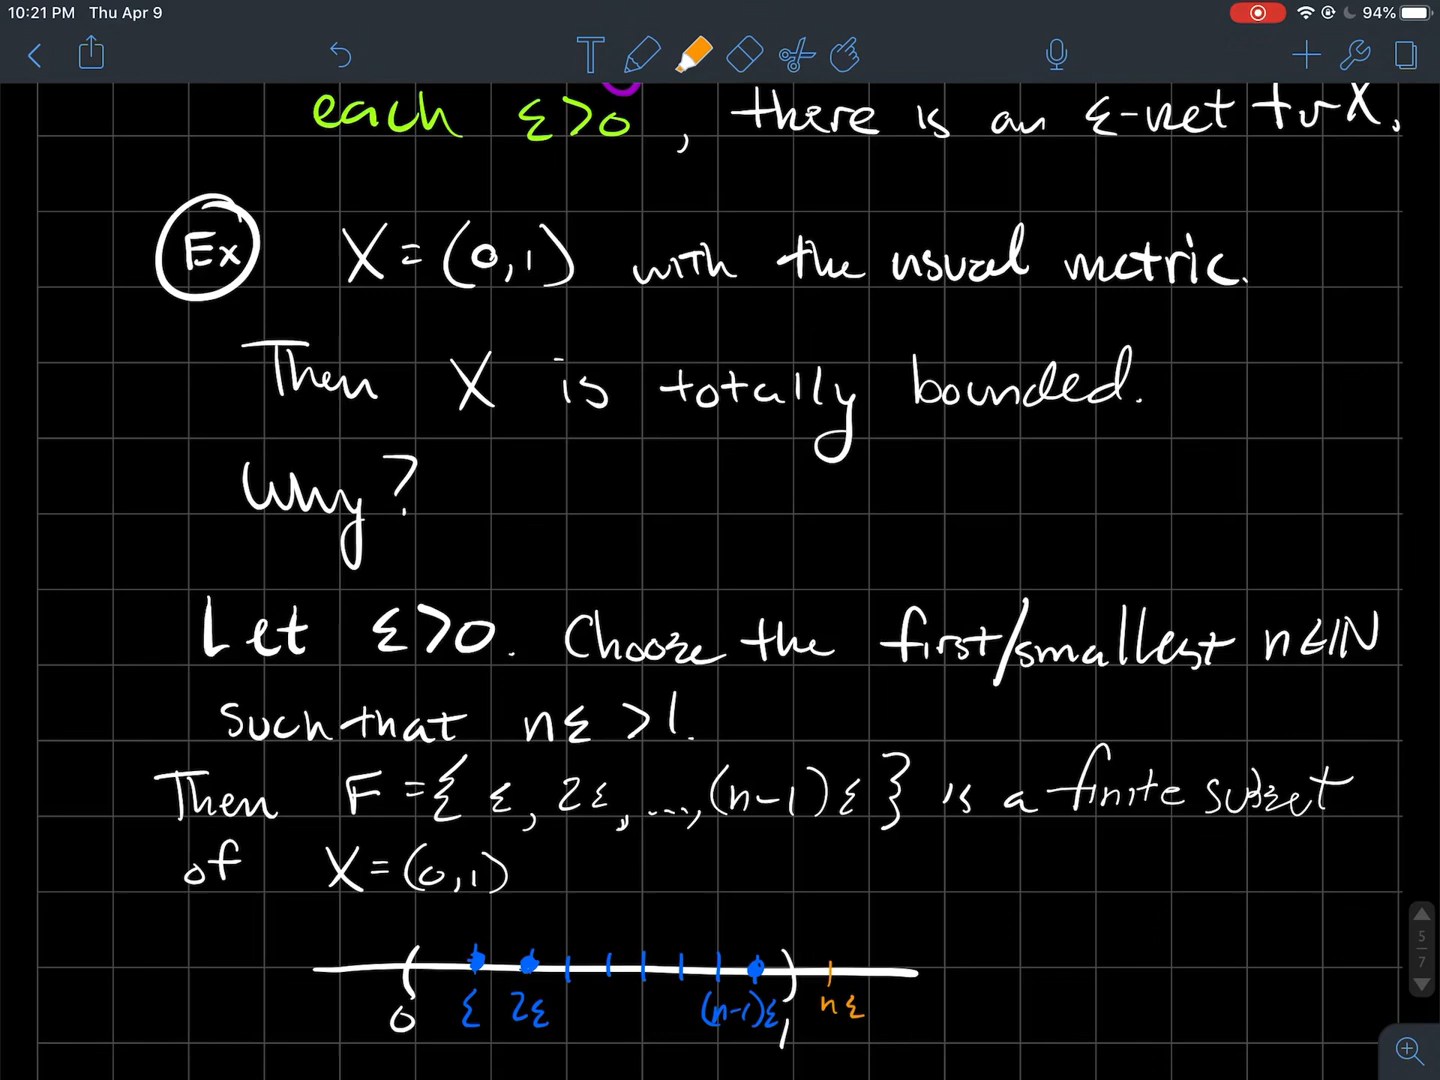 10:21 PM Thu Apr 9
94%
each ε>0, there is an ε-net for X.
Ex X=(0,1) with the usual metric.
Then X is totally bounded.
Why?
Let ε>0. Choose the first/smallest n∈ℕ
such that nε >1.
Then F={ε, 2ε, ..., (n-1)ε} is a finite subset
of X=(0,1)
0 ε 2ε (n-1)ε 1 nε
5
7